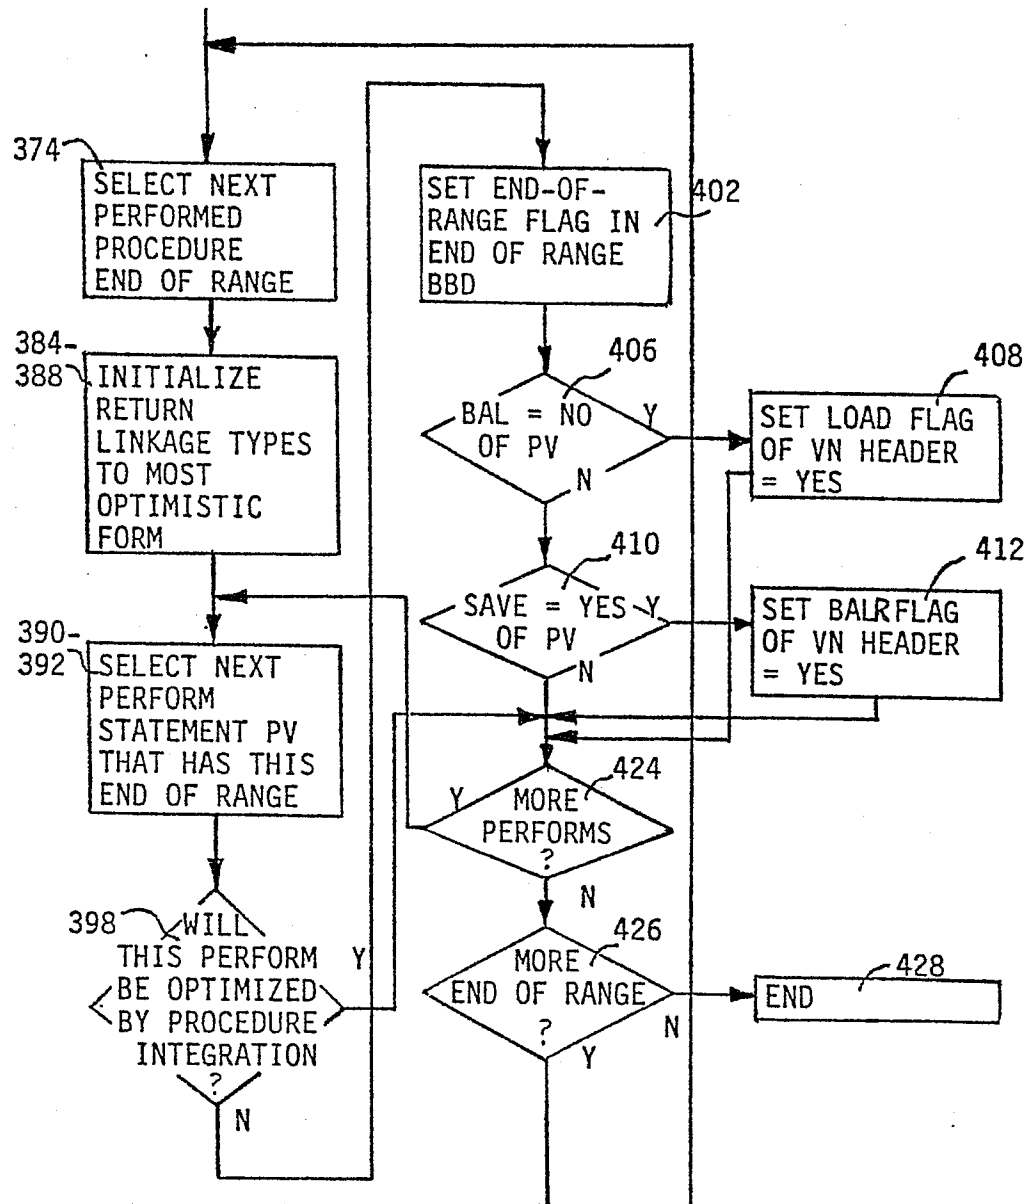 374
SELECT NEXT
PERFORMED
PROCEDURE
END OF RANGE
384-
388
INITIALIZE
RETURN
LINKAGE TYPES
TO MOST
OPTIMISTIC
FORM
390-
392
SELECT NEXT
PERFORM
STATEMENT PV
THAT HAS THIS
END OF RANGE
398
WILL
THIS PERFORM
BE OPTIMIZED
BY PROCEDURE
INTEGRATION
?
Y
N
402
SET END-OF-
RANGE FLAG IN
END OF RANGE
BBD
406
BAL = NO
OF PV
Y
N
408
SET LOAD FLAG
OF VN HEADER
= YES
410
SAVE = YES
OF PV
Y
N
412
SET BALR FLAG
OF VN HEADER
= YES
424
MORE
PERFORMS
?
Y
N
426
MORE
END OF RANGE
?
N
Y
428
END